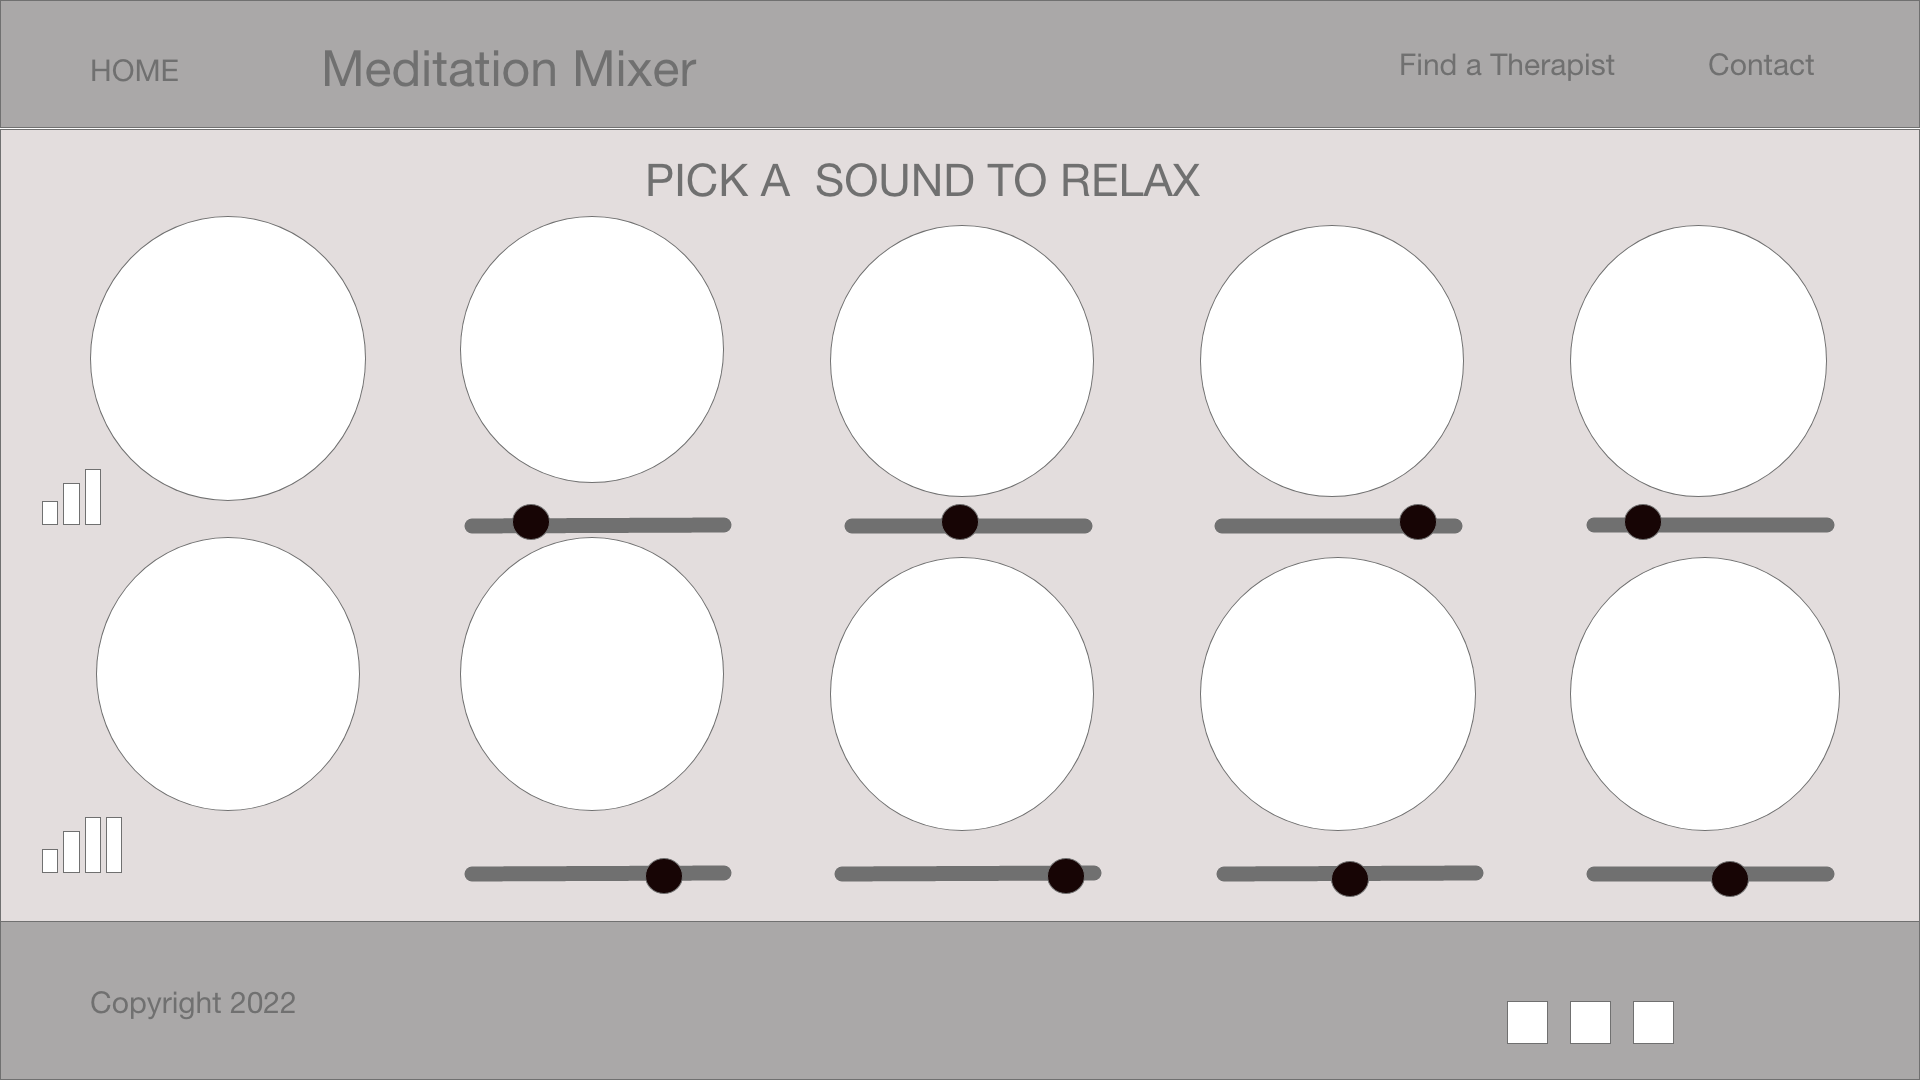 HOME
Meditation Mixer
Find a Therapist
Contact
PICK A  SOUND TO RELAX
Copyright 2022